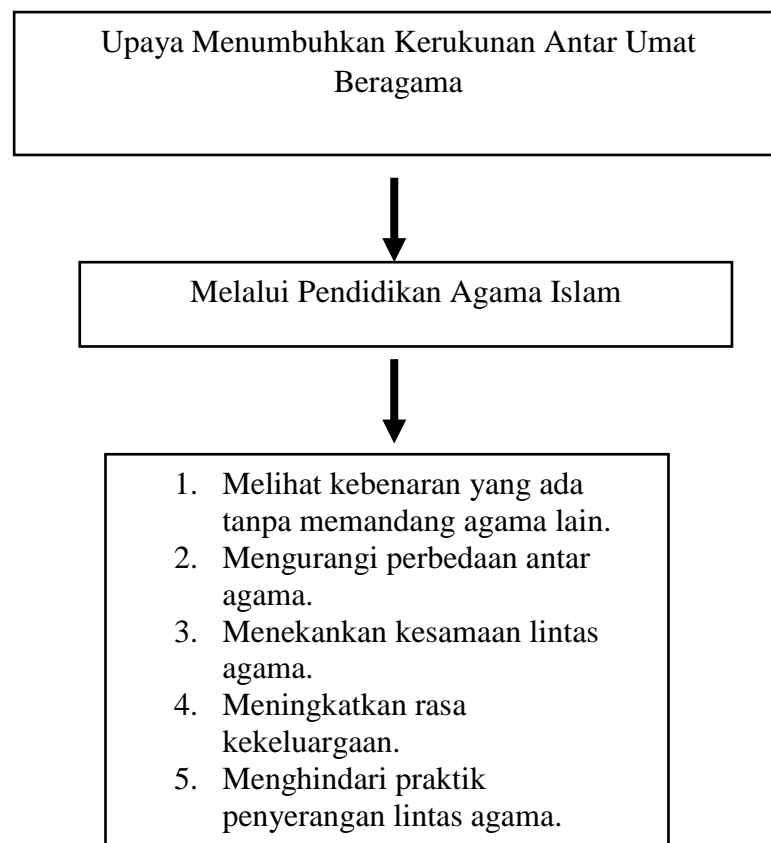 Upaya Menumbuhkan Kerukunan Antar Umat
Beragama
Melalui Pendidikan Agama Islam
1. Melihat kebenaran yang ada
tanpa memandang agama lain.
2. Mengurangi perbedaan antar
agama.
3. Menekankan kesamaan lintas
agama.
4. Meningkatkan rasa
kekeluargaan.
5. Menghindari praktik
penyerangan lintas agama.